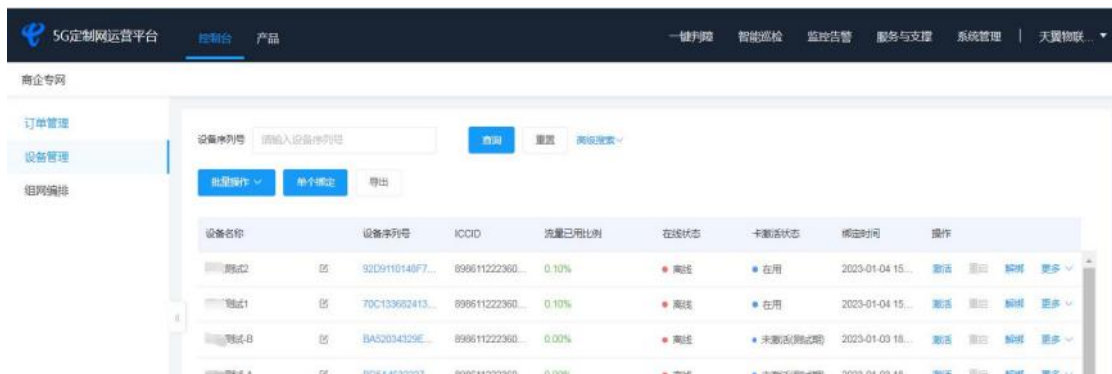 5G定制网运营平台 控制台 产品 一键判障 智能巡检 监控告警 服务与支撑 系统管理 | 天翼物联...
商企专网
订单管理
设备管理
组网编排
设备序列号 请输入设备序列号 查询 重置 高级搜索
批量操作 单个绑定 导出
设备名称 设备序列号 ICCID 流量已用比例 在线状态 卡激活状态 绑定时间 操作
测试2 92D9110148F7... 898611222360... 0.10% 离线 在用 2023-01-04 15... 激活 重启 解绑 更多
测试1 70C133682413... 898611222360... 0.10% 离线 在用 2023-01-04 15... 激活 重启 解绑 更多
测试-B BA52034329E... 898611222360... 0.00% 离线 未激活(测试期) 2023-01-03 18... 激活 重启 解绑 更多